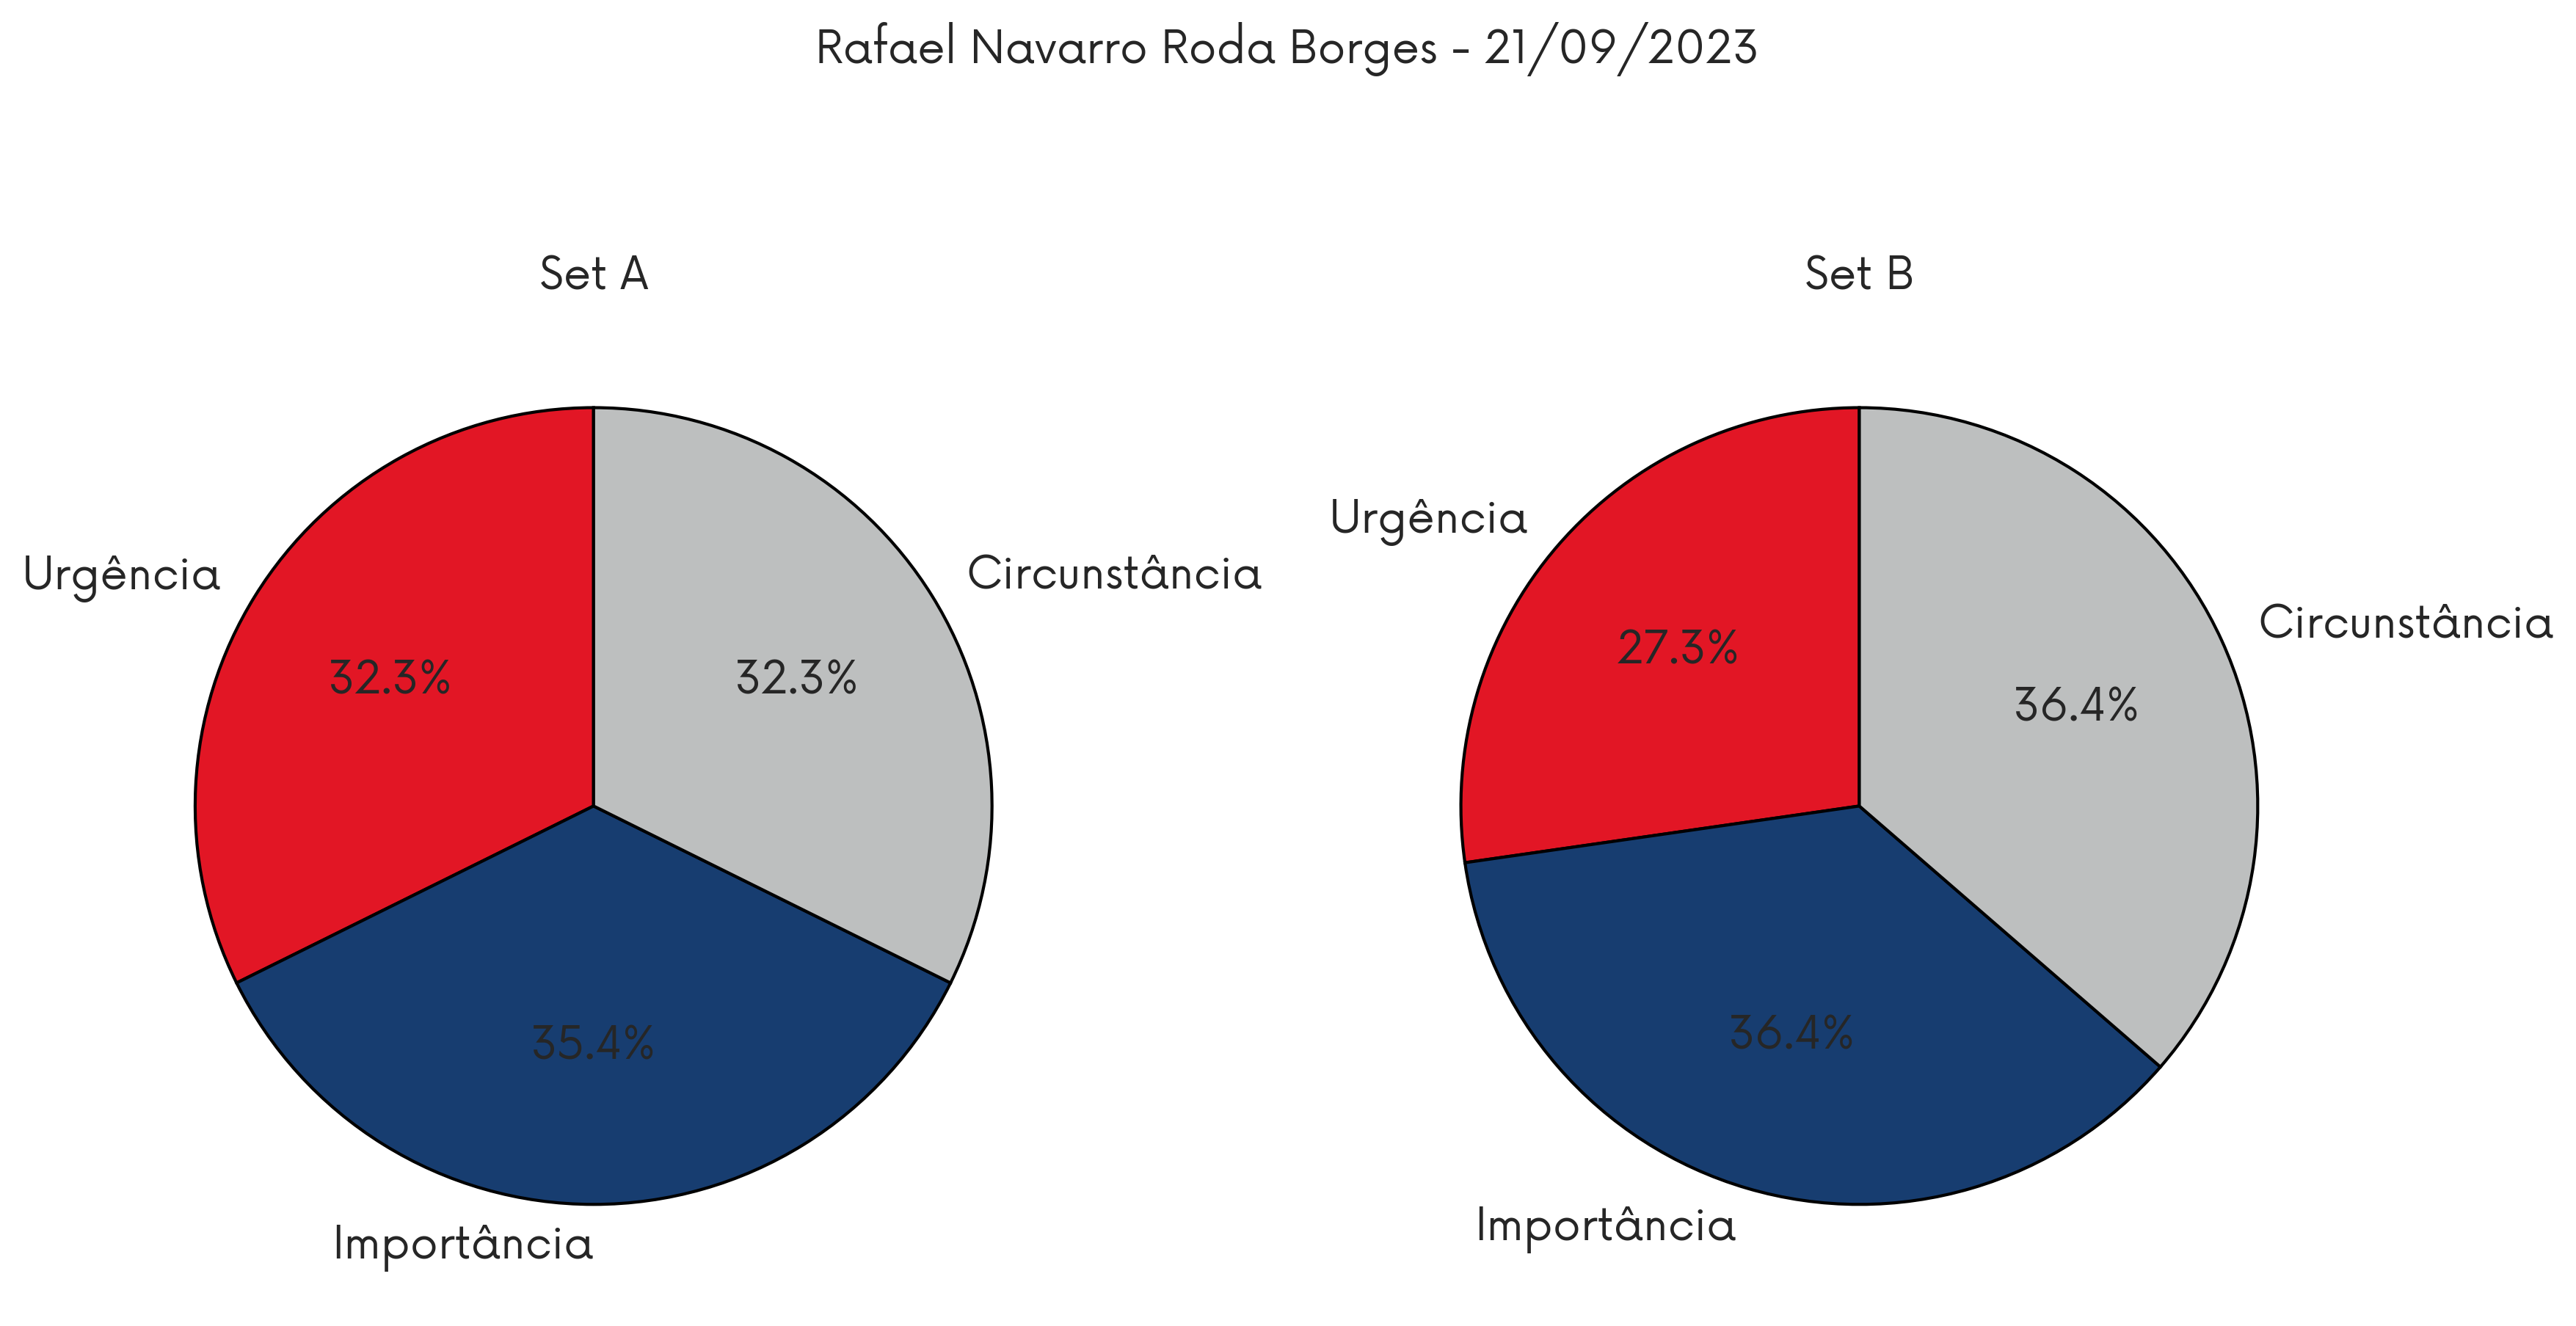 Rafael Navarro Roda Borges - 21/09/2023
Set A
Urgência
Circunstância
32.3%
32.3%
35.4%
Importância
Set B
Urgência
Circunstância
27.3%
36.4%
36.4%
Importância